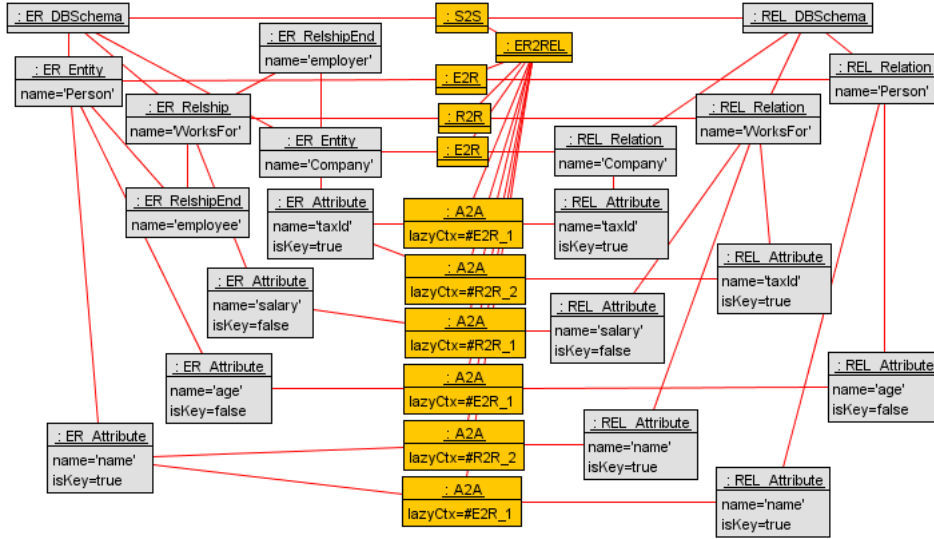 : ER_DBSchema
: S2S
: REL_DBSchema
: ER_RelshipEnd
name='employer'
: ER2REL
: ER_Entity
name='Person'
: E2R
: REL_Relation
name='Person'
: ER_Relship
name='WorksFor'
: R2R
: REL_Relation
name='WorksFor'
: ER_Entity
name='Company'
: E2R
: REL_Relation
name='Company'
: ER_RelshipEnd
name='employee'
: ER_Attribute
name='taxId'
isKey=true
: A2A
lazyCtx=#E2R_1
: REL_Attribute
name='taxId'
isKey=true
: A2A
lazyCtx=#R2R_2
: REL_Attribute
name='taxId'
isKey=true
: ER_Attribute
name='salary'
isKey=false
: A2A
lazyCtx=#R2R_1
: REL_Attribute
name='salary'
isKey=false
: ER_Attribute
name='age'
isKey=false
: A2A
lazyCtx=#E2R_1
: REL_Attribute
name='age'
isKey=false
: ER_Attribute
name='name'
isKey=true
: A2A
lazyCtx=#R2R_2
: REL_Attribute
name='name'
isKey=true
: A2A
lazyCtx=#E2R_1
: REL_Attribute
name='name'
isKey=true